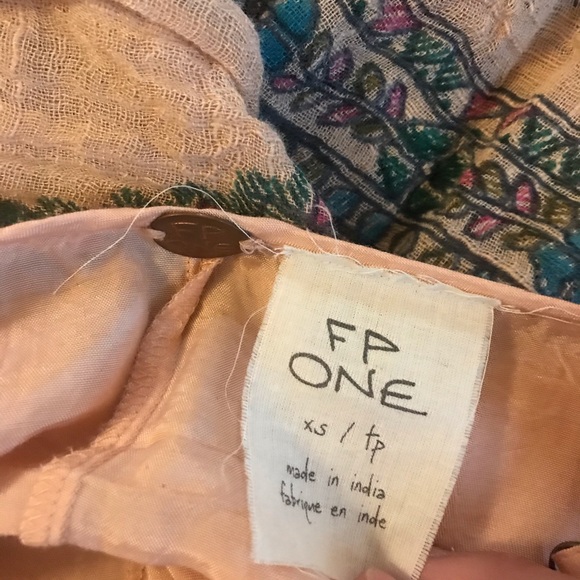 FP
ONE
xs / tp
made in india
fabrique en inde